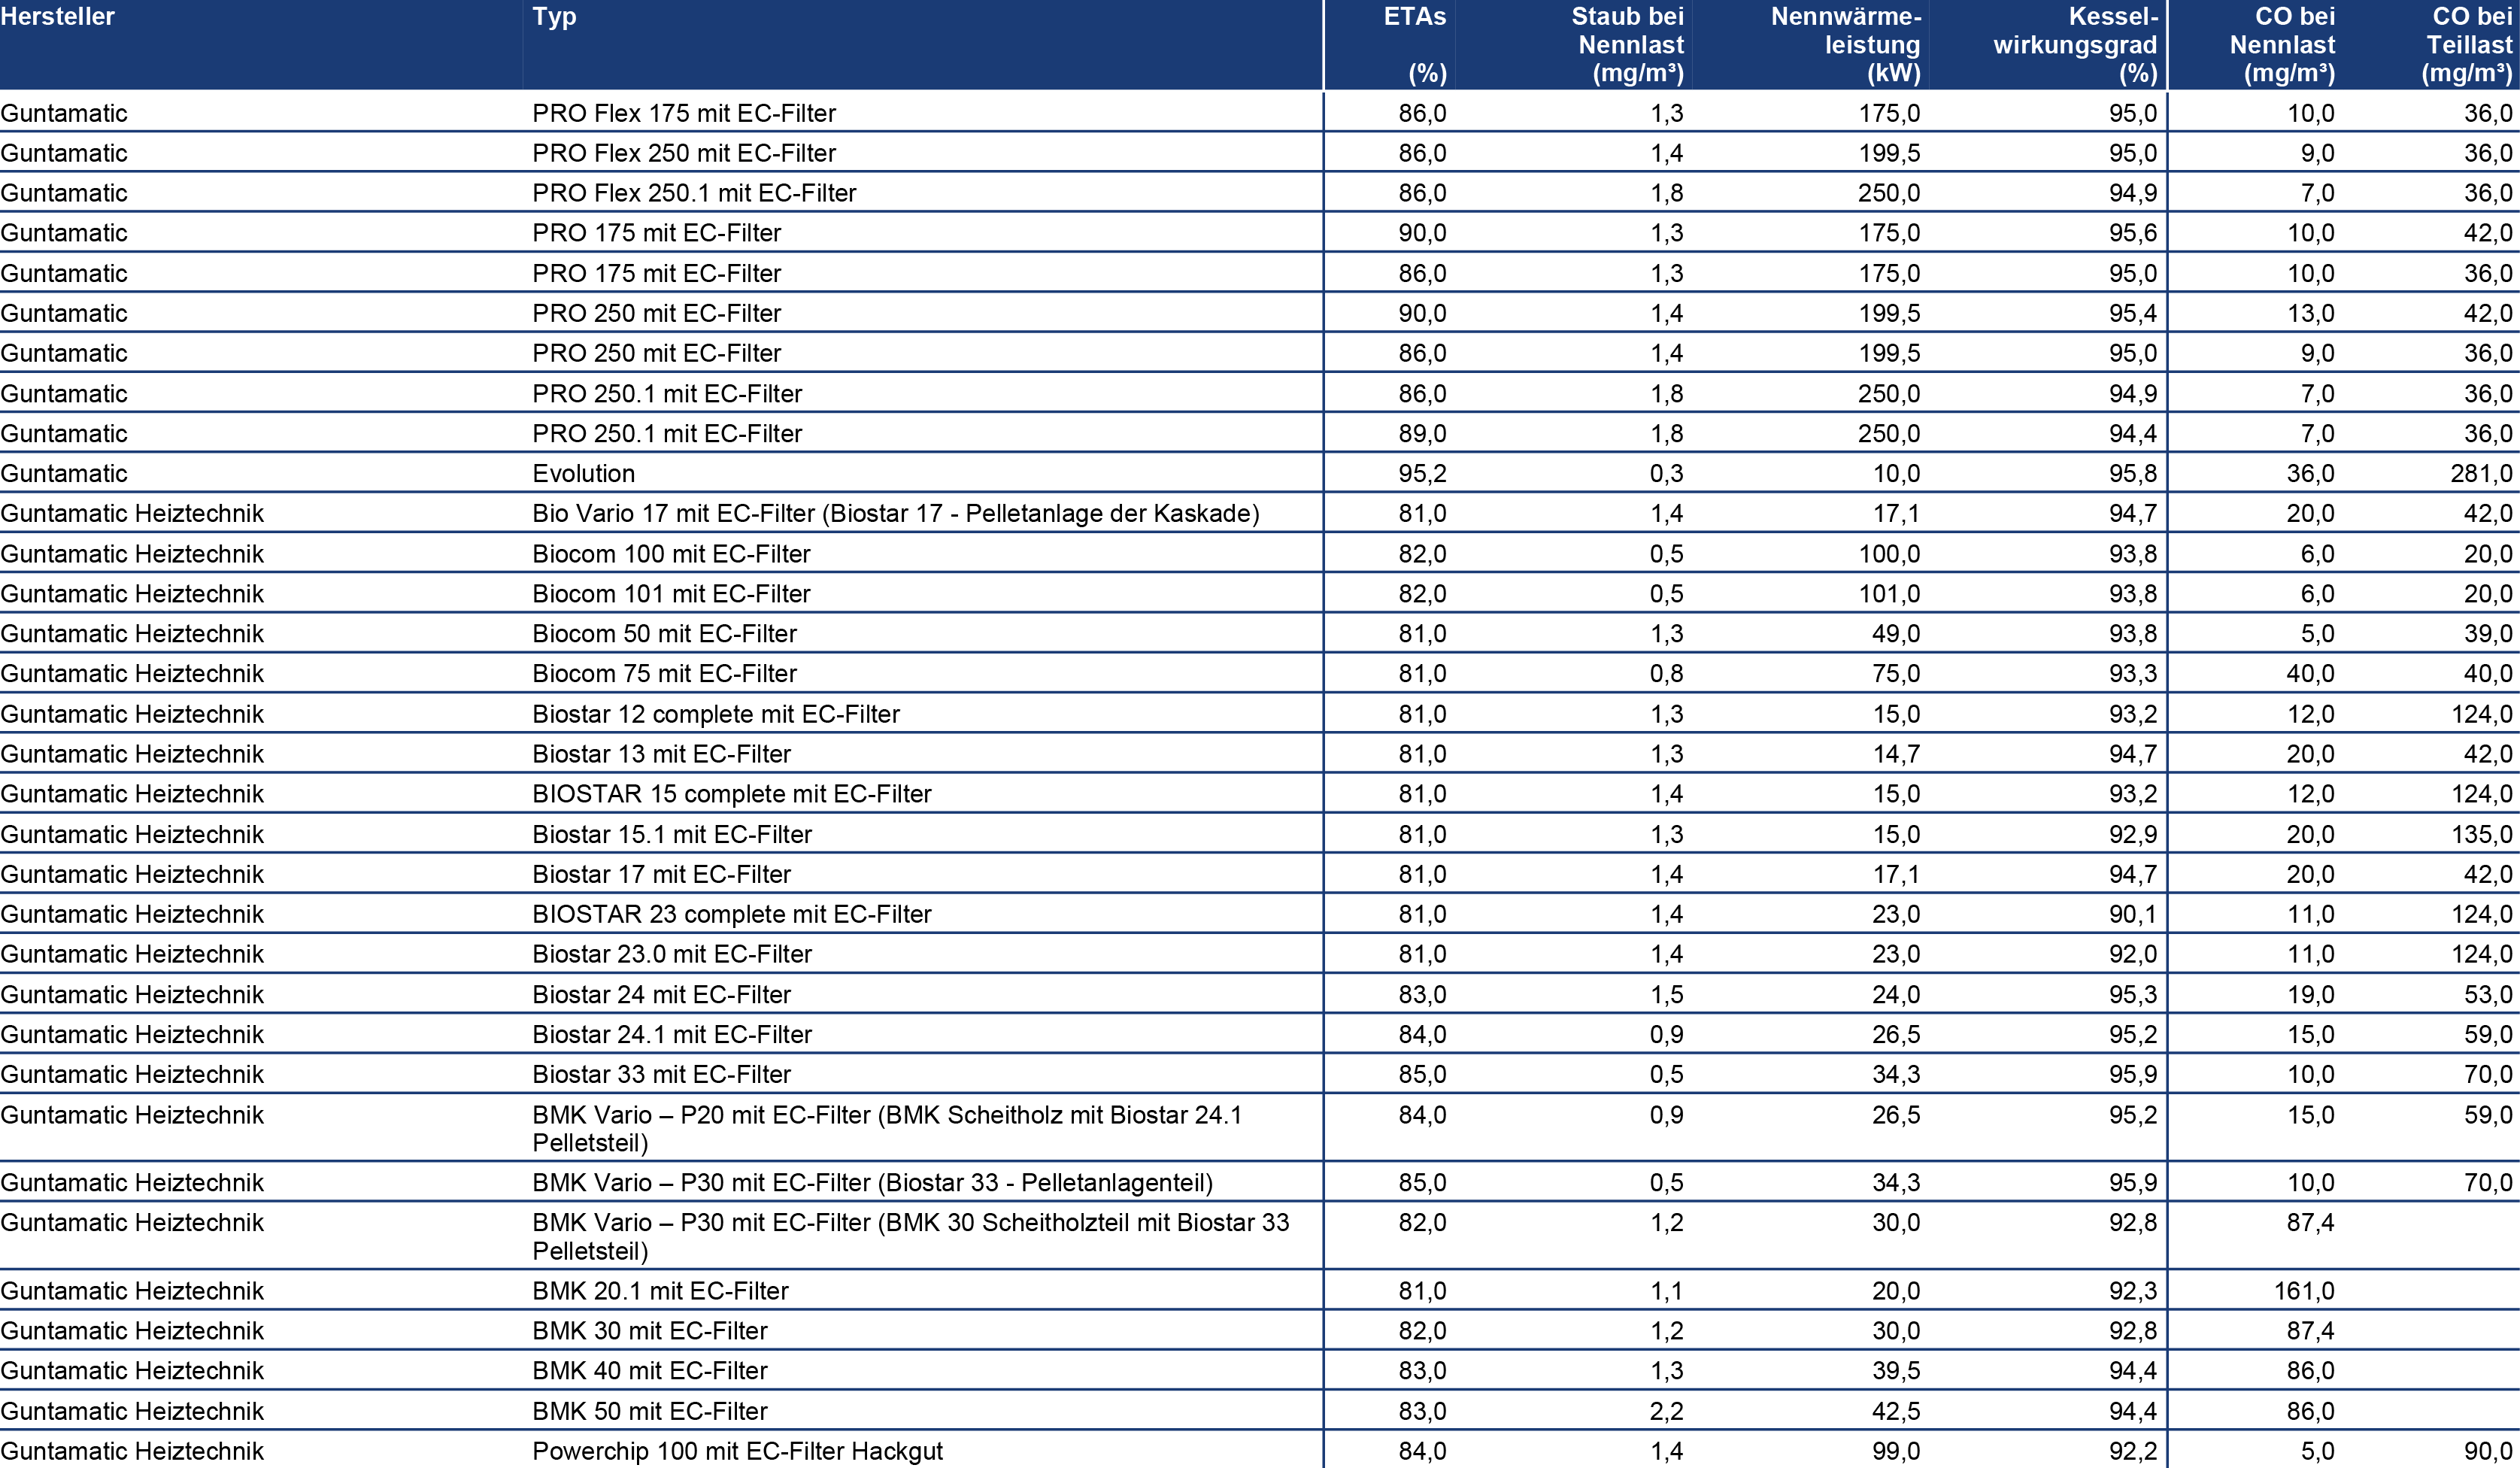 Hersteller Typ ETAs (%) Staub bei Nennlast (mg/m³) Nennwärme-leistung (kW) Kessel-wirkungsgrad (%) CO bei Nennlast (mg/m³) CO bei Teillast (mg/m³)
Guntamatic PRO Flex 175 mit EC-Filter 86,0 1,3 175,0 95,0 10,0 36,0
Guntamatic PRO Flex 250 mit EC-Filter 86,0 1,4 199,5 95,0 9,0 36,0
Guntamatic PRO Flex 250.1 mit EC-Filter 86,0 1,8 250,0 94,9 7,0 36,0
Guntamatic PRO 175 mit EC-Filter 90,0 1,3 175,0 95,6 10,0 42,0
Guntamatic PRO 175 mit EC-Filter 86,0 1,3 175,0 95,0 10,0 36,0
Guntamatic PRO 250 mit EC-Filter 90,0 1,4 199,5 95,4 13,0 42,0
Guntamatic PRO 250 mit EC-Filter 86,0 1,4 199,5 95,0 9,0 36,0
Guntamatic PRO 250.1 mit EC-Filter 86,0 1,8 250,0 94,9 7,0 36,0
Guntamatic PRO 250.1 mit EC-Filter 89,0 1,8 250,0 94,4 7,0 36,0
Guntamatic Evolution 95,2 0,3 10,0 95,8 36,0 281,0
Guntamatic Heiztechnik Bio Vario 17 mit EC-Filter (Biostar 17 - Pelletanlage der Kaskade) 81,0 1,4 17,1 94,7 20,0 42,0
Guntamatic Heiztechnik Biocom 100 mit EC-Filter 82,0 0,5 100,0 93,8 6,0 20,0
Guntamatic Heiztechnik Biocom 101 mit EC-Filter 82,0 0,5 101,0 93,8 6,0 20,0
Guntamatic Heiztechnik Biocom 50 mit EC-Filter 81,0 1,3 49,0 93,8 5,0 39,0
Guntamatic Heiztechnik Biocom 75 mit EC-Filter 81,0 0,8 75,0 93,3 40,0 40,0
Guntamatic Heiztechnik Biostar 12 complete mit EC-Filter 81,0 1,3 15,0 93,2 12,0 124,0
Guntamatic Heiztechnik Biostar 13 mit EC-Filter 81,0 1,3 14,7 94,7 20,0 42,0
Guntamatic Heiztechnik BIOSTAR 15 complete mit EC-Filter 81,0 1,4 15,0 93,2 12,0 124,0
Guntamatic Heiztechnik Biostar 15.1 mit EC-Filter 81,0 1,3 15,0 92,9 20,0 135,0
Guntamatic Heiztechnik Biostar 17 mit EC-Filter 81,0 1,4 17,1 94,7 20,0 42,0
Guntamatic Heiztechnik BIOSTAR 23 complete mit EC-Filter 81,0 1,4 23,0 90,1 11,0 124,0
Guntamatic Heiztechnik Biostar 23.0 mit EC-Filter 81,0 1,4 23,0 92,0 11,0 124,0
Guntamatic Heiztechnik Biostar 24 mit EC-Filter 83,0 1,5 24,0 95,3 19,0 53,0
Guntamatic Heiztechnik Biostar 24.1 mit EC-Filter 84,0 0,9 26,5 95,2 15,0 59,0
Guntamatic Heiztechnik Biostar 33 mit EC-Filter 85,0 0,5 34,3 95,9 10,0 70,0
Guntamatic Heiztechnik BMK Vario – P20 mit EC-Filter (BMK Scheitholz mit Biostar 24.1 84,0 0,9 26,5 95,2 15,0 59,0
Pelletsteil)
Guntamatic Heiztechnik BMK Vario – P30 mit EC-Filter (Biostar 33 - Pelletanlagenteil) 85,0 0,5 34,3 95,9 10,0 70,0
Guntamatic Heiztechnik BMK Vario – P30 mit EC-Filter (BMK 30 Scheitholzteil mit Biostar 33 82,0 1,2 30,0 92,8 87,4
Pelletsteil)
Guntamatic Heiztechnik BMK 20.1 mit EC-Filter 81,0 1,1 20,0 92,3 161,0
Guntamatic Heiztechnik BMK 30 mit EC-Filter 82,0 1,2 30,0 92,8 87,4
Guntamatic Heiztechnik BMK 40 mit EC-Filter 83,0 1,3 39,5 94,4 86,0
Guntamatic Heiztechnik BMK 50 mit EC-Filter 83,0 2,2 42,5 94,4 86,0
Guntamatic Heiztechnik Powerchip 100 mit EC-Filter Hackgut 84,0 1,4 99,0 92,2 5,0 90,0